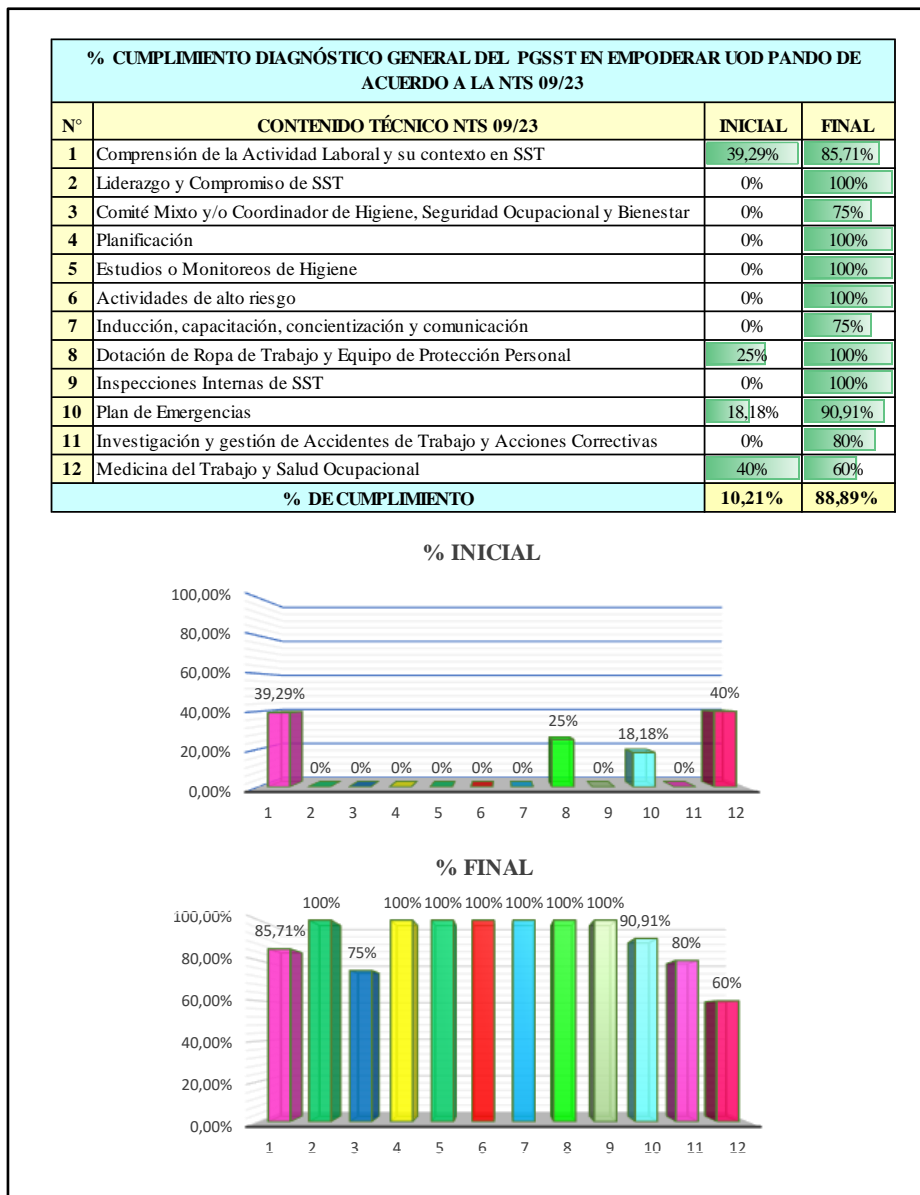 % CUMPLIMIENTO DIAGNÓSTICO GENERAL DEL PGSST EN EMPODERAR UOD PANDO DE
ACUERDO A LA NTS 09/23
N° CONTENIDO TÉCNICO NTS 09/23 INICIAL FINAL
1 Comprensión de la Actividad Laboral y su contexto en SST 39,29% 85,71%
2 Liderazgo y Compromiso de SST 0% 100%
3 Comité Mixto y/o Coordinador de Higiene, Seguridad Ocupacional y Bienestar 0% 75%
4 Planificación 0% 100%
5 Estudios o Monitoreos de Higiene 0% 100%
6 Actividades de alto riesgo 0% 100%
7 Inducción, capacitación, concientización y comunicación 0% 75%
8 Dotación de Ropa de Trabajo y Equipo de Protección Personal 25% 100%
9 Inspecciones Internas de SST 0% 100%
10 Plan de Emergencias 18,18% 90,91%
11 Investigación y gestión de Accidentes de Trabajo y Acciones Correctivas 0% 80%
12 Medicina del Trabajo y Salud Ocupacional 40% 60%
% DE CUMPLIMIENTO 10,21% 88,89%
% INICIAL
100,00%
80,00%
60,00%
40,00%
20,00%
0,00%
39,29% 0% 0% 0% 0% 0% 0% 25% 0% 18,18% 0% 40%
1 2 3 4 5 6 7 8 9 10 11 12
% FINAL
100,00%
80,00%
60,00%
40,00%
20,00%
0,00%
85,71% 100% 75% 100% 100% 100% 100% 100% 100% 90,91% 80% 60%
1 2 3 4 5 6 7 8 9 10 11 12